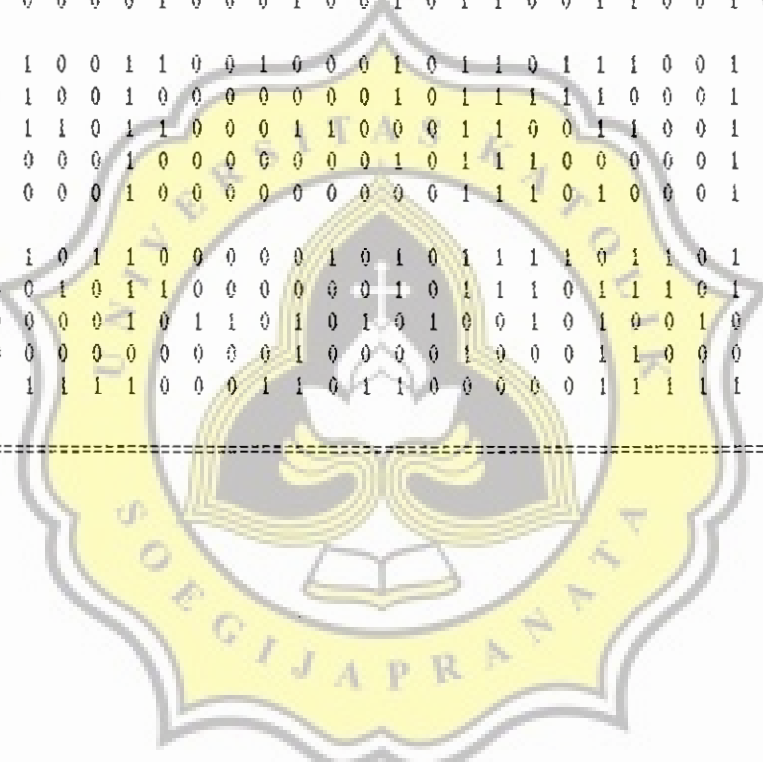 1 0 0 1 1 0 0 1 0 0 0 1 0 1 1 0 1 1 1 0 0 1
1 0 0 1 0 0 0 0 0 0 0 1 0 1 1 1 1 1 0 0 0 1
1 1 0 1 1 0 0 0 1 1 0 0 0 1 1 0 0 1 1 0 0 1
0 0 0 1 0 0 0 0 0 0 0 1 0 1 1 1 0 0 0 0 0 1
0 0 0 1 0 0 0 0 0 0 0 0 0 1 1 1 0 1 0 0 0 1
1 0 1 1 0 0 0 0 0 1 0 1 0 1 1 1 1 0 1 1 0 1
0 1 0 1 1 0 0 0 0 0 0 1 0 1 1 1 0 1 1 1 0 1
0 0 0 1 0 1 1 0 1 0 1 0 1 0 0 1 0 1 0 0 1 0
0 0 0 0 0 0 0 0 1 0 0 0 0 1 0 0 0 1 1 0 0 0
1 1 1 1 0 0 0 1 1 0 1 1 0 0 0 0 0 1 1 1 1 1
UNIVERSITAS KATOLIK
SOEGIJAPRANATA